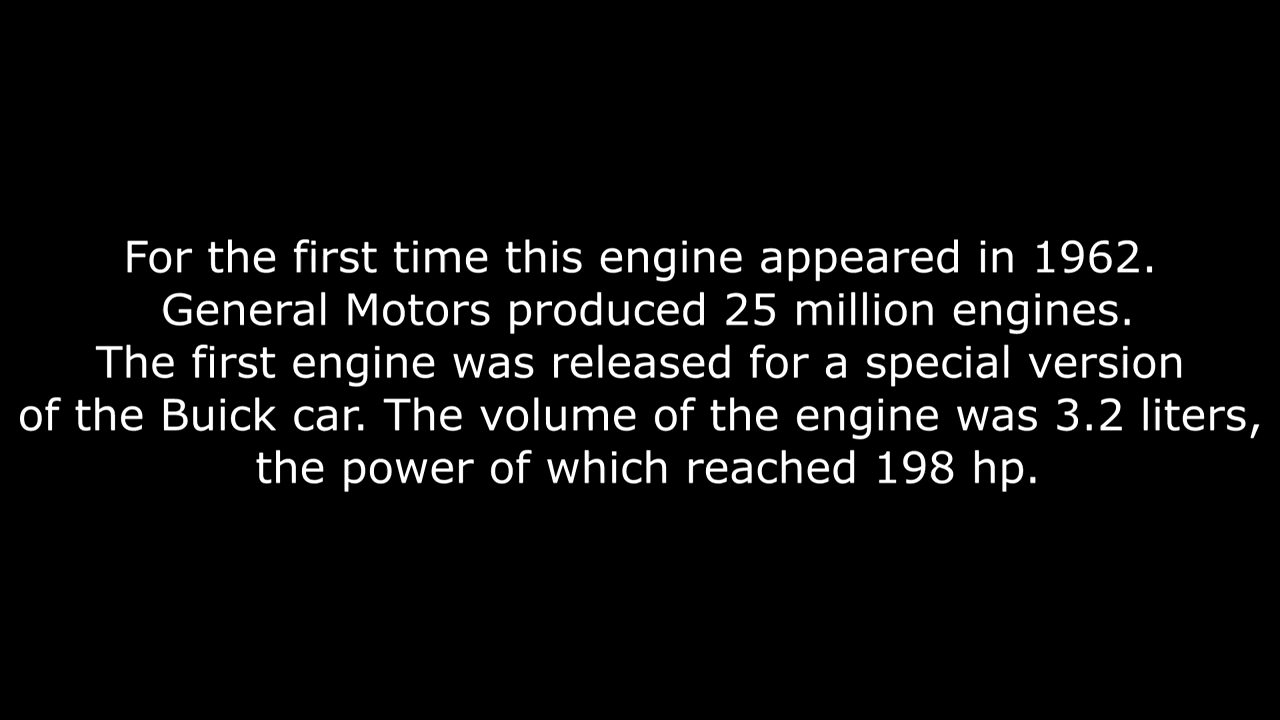 For the first time this engine appeared in 1962.
General Motors produced 25 million engines.
The first engine was released for a special version
of the Buick car. The volume of the engine was 3.2 liters,
the power of which reached 198 hp.